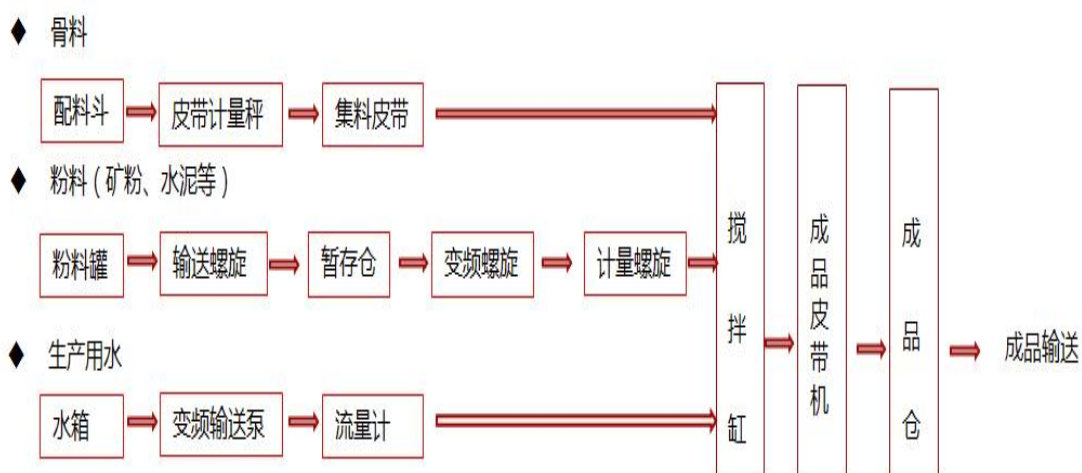 ◆ 骨料
配料斗
皮带计量秤
集料皮带
◆ 粉料（矿粉、水泥等）
粉料罐
输送螺旋
暂存仓
变频螺旋
计量螺旋
◆ 生产用水
水箱
变频输送泵
流量计
搅拌缸
成品皮带机
成品仓
成品输送